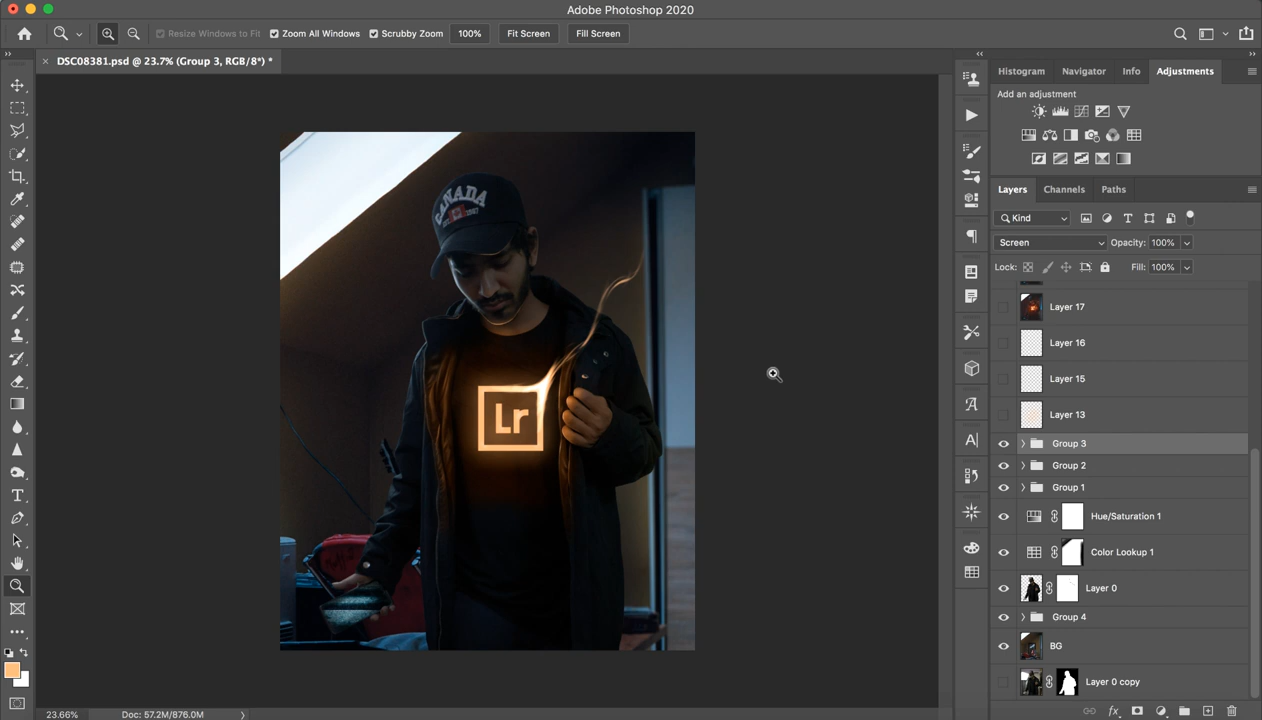 Adobe Photoshop 2020
Resize Windows to Fit
Zoom All Windows
Scrubby Zoom
100%
Fit Screen
Fill Screen
DSC08381.psd @ 23.7% (Group 3, RGB/8*) *
Histogram
Navigator
Info
Adjustments
Add an adjustment
Layers
Channels
Paths
Kind
Screen
Opacity: 100%
Lock:
Fill: 100%
CANADA
Lr
Layer 17
Layer 16
Layer 15
Layer 13
Group 3
Group 2
Group 1
Hue/Saturation 1
Color Lookup 1
Layer 0
Group 4
BG
Layer 0 copy
23.66%
Doc: 57.2M/876.0M